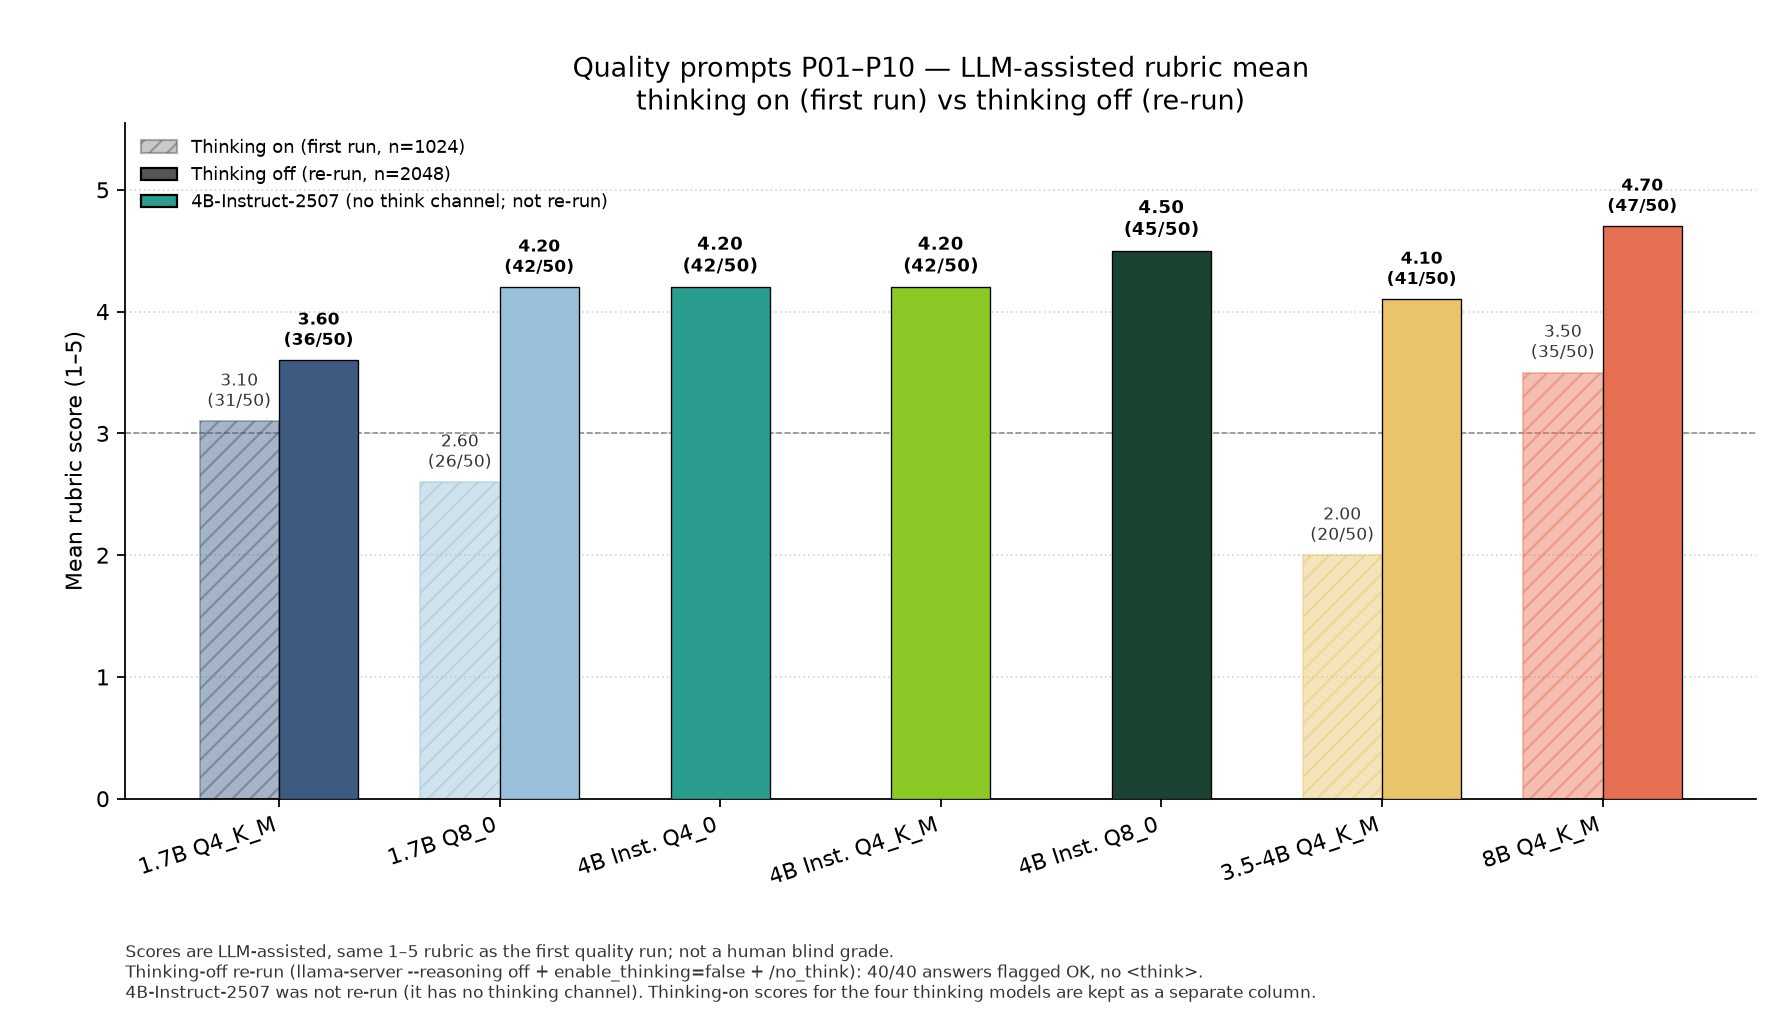 Quality prompts P01–P10 — LLM-assisted rubric mean
thinking on (first run) vs thinking off (re-run)
Thinking on (first run, n=1024)
Thinking off (re-run, n=2048)
4B-Instruct-2507 (no think channel; not re-run)
Mean rubric score (1–5)
5
4
3
2
1
0
3.10
(31/50)
3.60
(36/50)
2.60
(26/50)
4.20
(42/50)
4.20
(42/50)
4.20
(42/50)
4.50
(45/50)
2.00
(20/50)
4.10
(41/50)
3.50
(35/50)
4.70
(47/50)
1.7B Q4_K_M
1.7B Q8_0
4B Inst. Q4_0
4B Inst. Q4_K_M
4B Inst. Q8_0
3.5-4B Q4_K_M
8B Q4_K_M
Scores are LLM-assisted, same 1–5 rubric as the first quality run; not a human blind grade.
Thinking-off re-run (llama-server --reasoning off + enable_thinking=false + /no_think): 40/40 answers flagged OK, no <think>.
4B-Instruct-2507 was not re-run (it has no thinking channel). Thinking-on scores for the four thinking models are kept as a separate column.